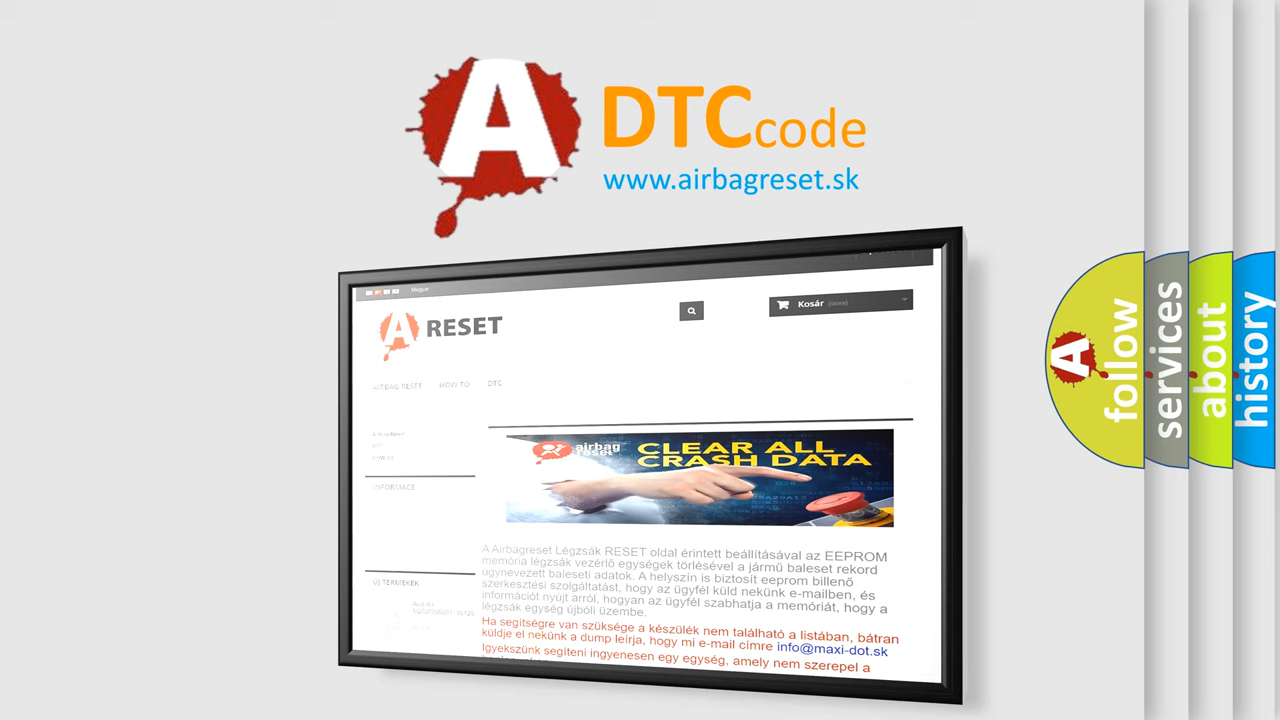 A DTCcode
www.airbagreset.sk
Magyar
A RESET
Kosár
AIRBAG RESET HOW TO DTC
INFORMACE
airbag
reset
CLEAR ALL
CRASH DATA
A Airbagreset Légzsák RESET oldal érintett beállításával az EEPROM
memória légzsák vezérlő egységek törlésével a jármű baleset rekord
úgynevezett baleseti adatok. A helyszín is biztosít eeprom billenő
szerkesztési szolgáltatást, hogy az ügyfél küld nekünk e-mailben, és
információt nyújt arról, hogyan az ügyfél szabhatja a memóriát, hogy a
légzsák egység újbóli üzembe.
Ha segítségre van szüksége a készülék nem található a listában, bátran
küldje el nekünk a dump leírja, hogy mi e-mail címre info@maxi-dot.sk
Igyekszünk segíteni ingyenesen egy egység, amely nem szerepel a
ÚJ TERMÉKEK
A follow
services
about
history